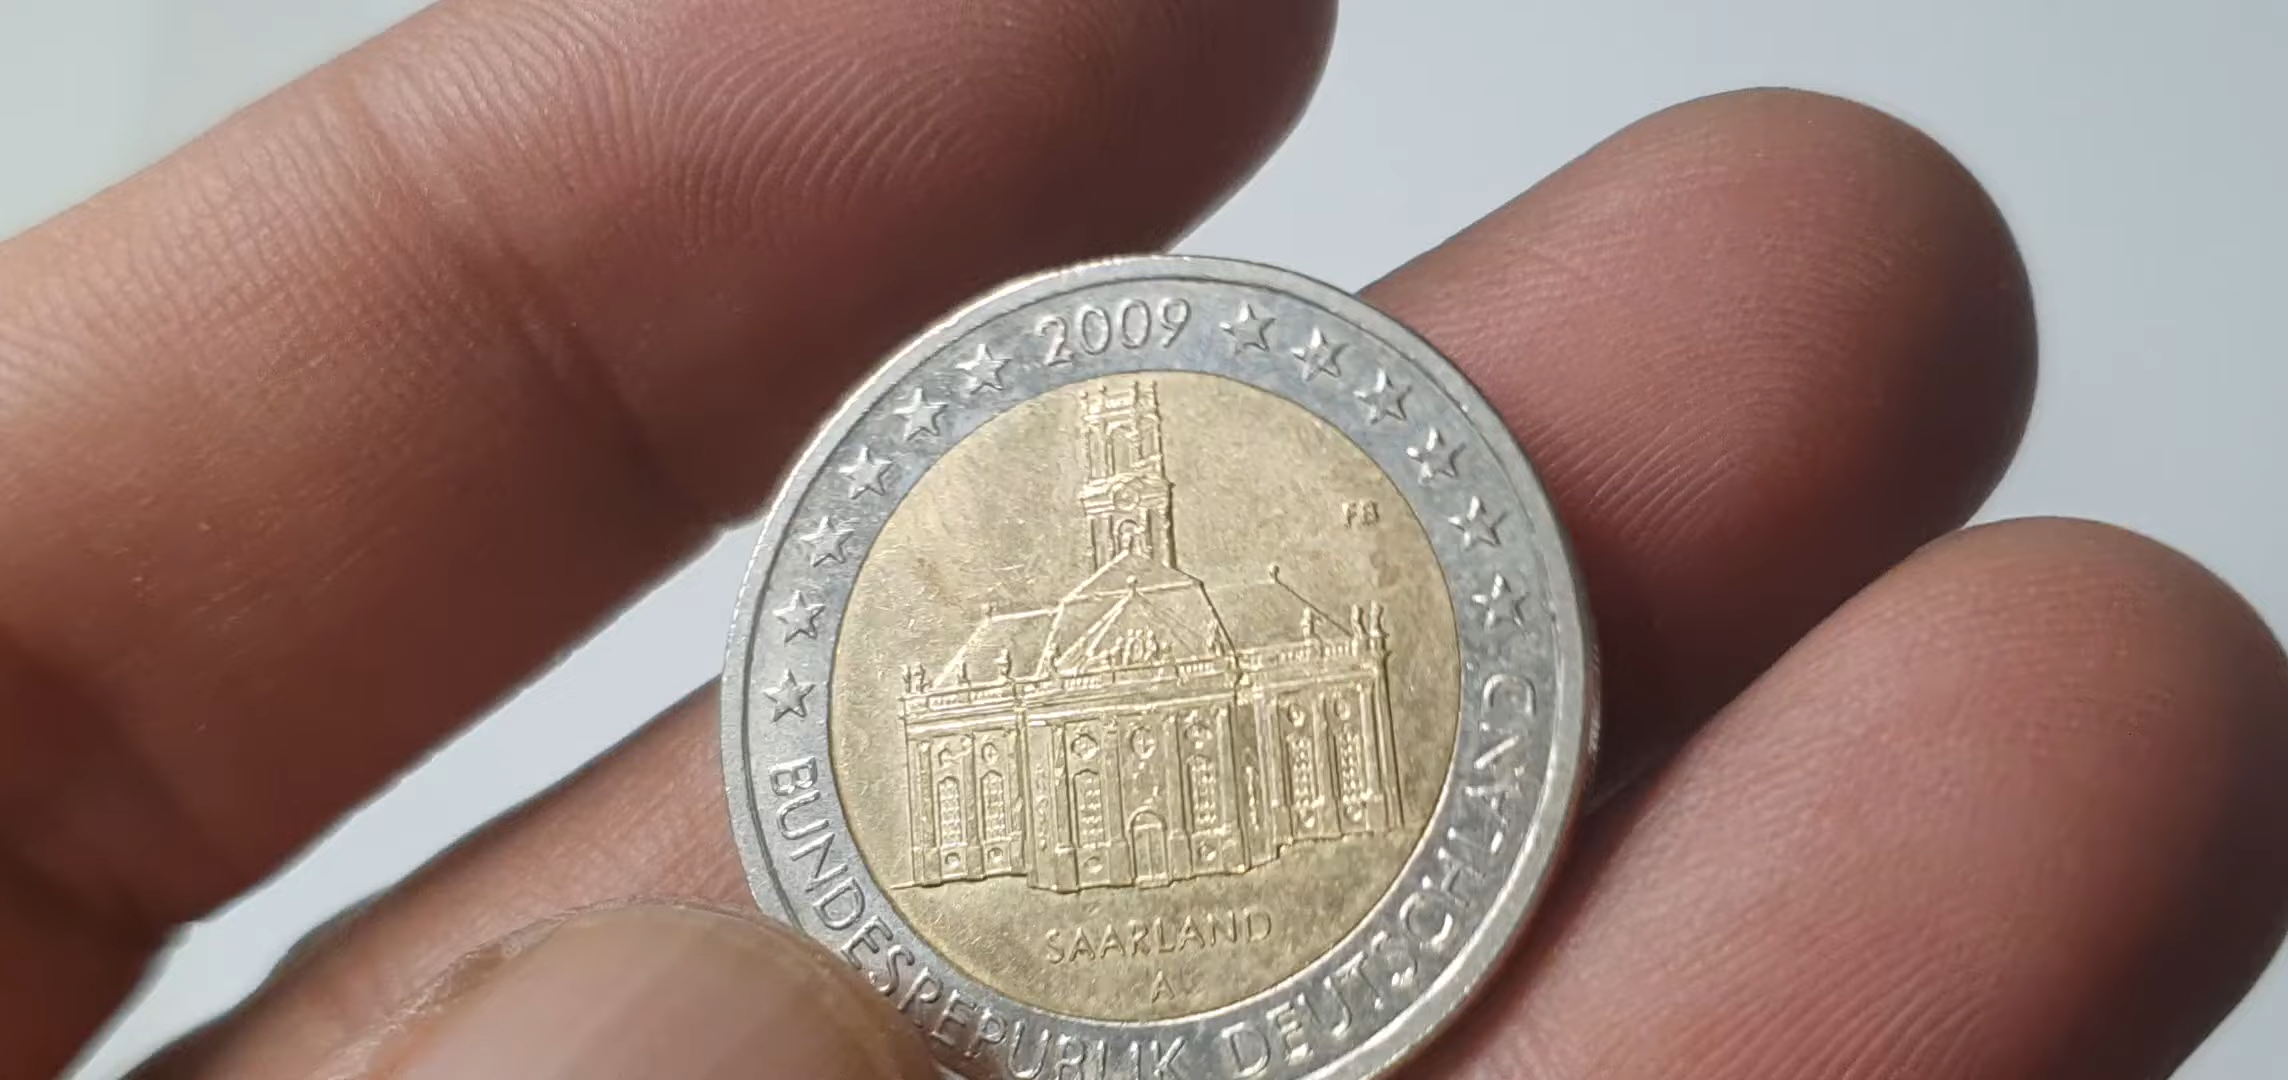 2009
FB
SAARLAND
A
BUNDESREPUBLIK DEUTSCHLAND